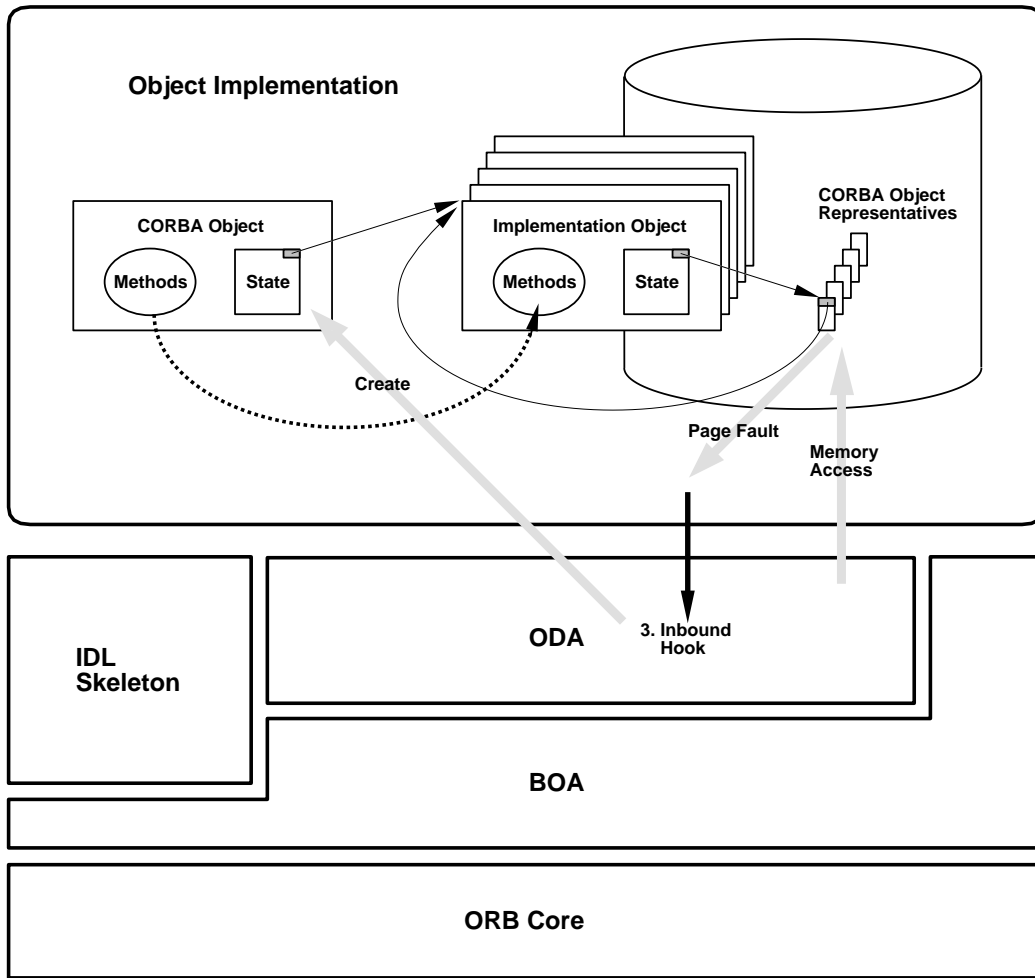 Object Implementation
CORBA Object
Representatives
CORBA Object
Implementation Object
Methods
State
Methods
State
Create
Page Fault
Memory
Access
3. Inbound
Hook
ODA
IDL
Skeleton
BOA
ORB Core